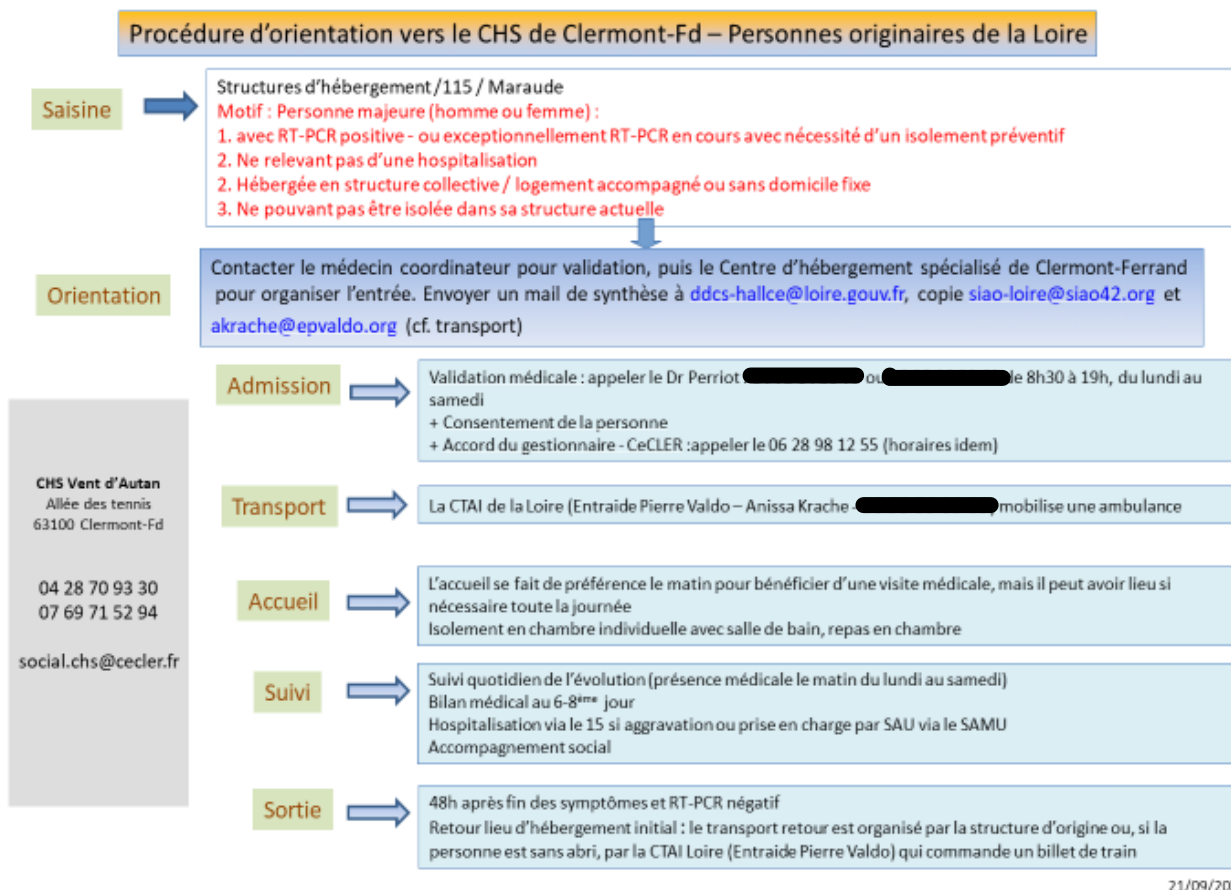 Procédure d'orientation vers le CHS de Clermont-Fd – Personnes originaires de la Loire
Saisine
Structures d'hébergement /115 / Maraude
Motif : Personne majeure (homme ou femme) :
1. avec RT-PCR positive - ou exceptionnellement RT-PCR en cours avec nécessité d'un isolement préventif
2. Ne relevant pas d'une hospitalisation
2. Hébergée en structure collective / logement accompagné ou sans domicile fixe
3. Ne pouvant pas être isolée dans sa structure actuelle
Orientation
Contacter le médecin coordinateur pour validation, puis le Centre d'hébergement spécialisé de Clermont-Ferrand
pour organiser l'entrée. Envoyer un mail de synthèse à ddcs-hallce@loire.gouv.fr, copie siao-loire@siao42.org et
akrache@epvaldo.org (cf. transport)
Admission
Validation médicale : appeler le Dr Perriot ou de 8h30 à 19h, du lundi au
samedi
+ Consentement de la personne
+ Accord du gestionnaire - CeCLER :appeler le 06 28 98 12 55 (horaires idem)
CHS Vent d'Autan
Allée des tennis
63100 Clermont-Fd
04 28 70 93 30
07 69 71 52 94
social.chs@cecler.fr
Transport
La CTAI de la Loire (Entraide Pierre Valdo – Anissa Krache - mobilise une ambulance
Accueil
L'accueil se fait de préférence le matin pour bénéficier d'une visite médicale, mais il peut avoir lieu si
nécessaire toute la journée
Isolement en chambre individuelle avec salle de bain, repas en chambre
Suivi
Suivi quotidien de l'évolution (présence médicale le matin du lundi au samedi)
Bilan médical au 6-8ème jour
Hospitalisation via le 15 si aggravation ou prise en charge par SAU via le SAMU
Accompagnement social
Sortie
48h après fin des symptômes et RT-PCR négatif
Retour lieu d'hébergement initial : le transport retour est organisé par la structure d'origine ou, si la
personne est sans abri, par la CTAI Loire (Entraide Pierre Valdo) qui commande un billet de train
21/09/20